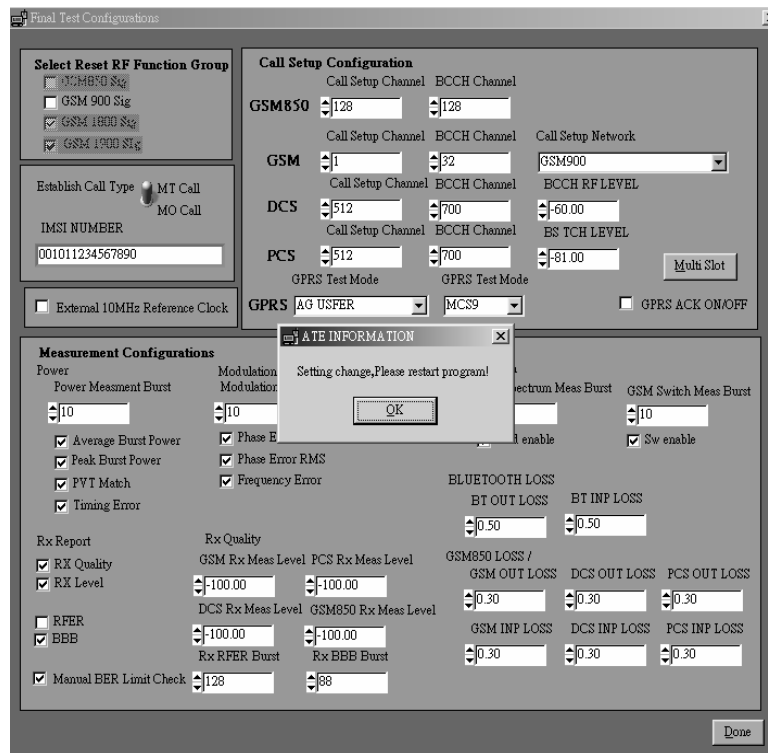 Final Test Configurations
Select Reset RF Function Group
GSM850 Sig
GSM 900 Sig
GSM 1800 Sig
GSM 1900 SIg
Establish Call Type
MT Call
MO Call
IMSI NUMBER
001011234567890
External 10MHz Reference Clock
Call Setup Configuration
Call Setup Channel BCCH Channel
GSM850 128 128
Call Setup Channel BCCH Channel Call Setup Network
GSM 1 32 GSM900
Call Setup Channel BCCH Channel BCCH RF LEVEL
DCS 512 700 -60.00
Call Setup Channel BCCH Channel BS TCH LEVEL
PCS 512 700 -81.00
Multi Slot
GPRS Test Mode GPRS Test Mode
GPRS AG USFER MCS9 GPRS ACK ON/OFF
ATE INFORMATION
Setting change,Please restart program!
OK
Measurement Configurations
Power
Power Measment Burst
10
Average Burst Power
Peak Burst Power
PVT Match
Timing Error
Modulation
Modulation
10
Phase E
Phase Error RMS
Frequency Error
ectrum Meas Burst
enable
GSM Switch Meas Burst
10
Sw enable
BLUETOOTH LOSS
BT OUT LOSS BT INP LOSS
0.50 0.50
Rx Report
RX Quality
RX Level
RFER
BBB
Manual BER Limit Check
Rx Quality
GSM Rx Meas Level PCS Rx Meas Level
-100.00 -100.00
DCS Rx Meas Level GSM850 Rx Meas Level
-100.00 -100.00
Rx RFER Burst Rx BBB Burst
128 88
GSM850 LOSS /
GSM OUT LOSS DCS OUT LOSS PCS OUT LOSS
0.30 0.30 0.30
GSM INP LOSS DCS INP LOSS PCS INP LOSS
0.30 0.30 0.30
Done